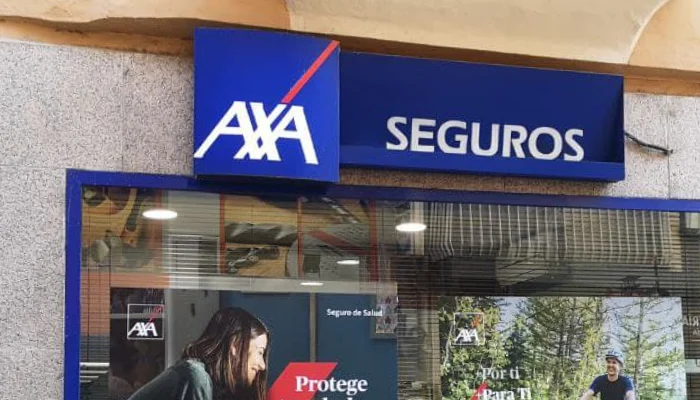 AXA
SEGUROS
AXA
Seguro de Salud
Protege
AXA
Por ti
Para Ti